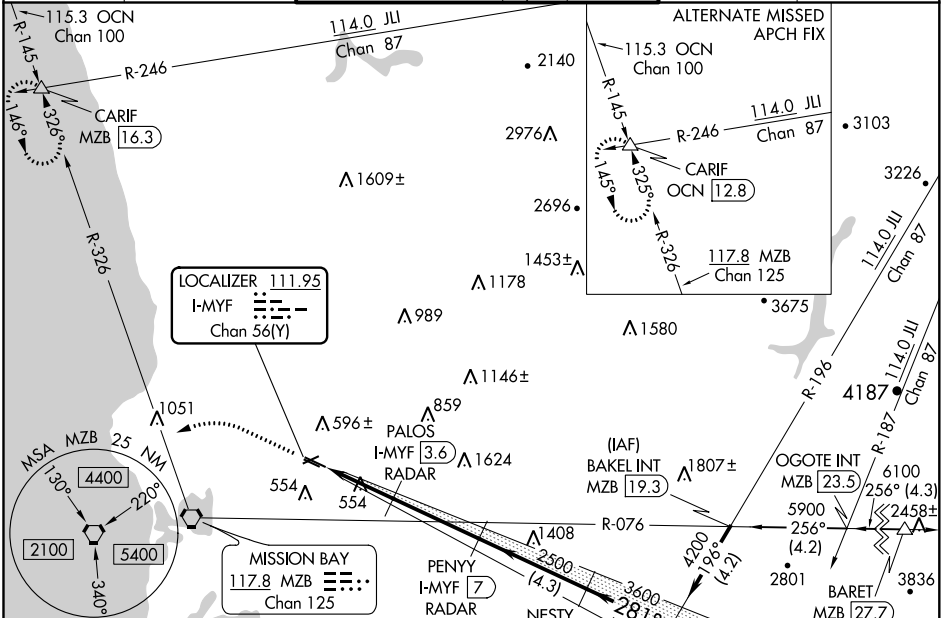 115.3 OCN
Chan 100
R-145
114.0 JLI
Chan 87
R-246
CARIF
MZB 16.3
146°
326°
R-326
2140
2976
1609±
2696
1453±
1178
989
1146±
859
596±
1624
1051
554
554
1408
1580
1807±
3675
3103
3226
4187
2458±
2801
3836
ALTERNATE MISSED
APCH FIX
115.3 OCN
Chan 100
R-145
114.0 JLI
Chan 87
R-246
CARIF
OCN 12.8
145°
325°
R-326
117.8 MZB
Chan 125
LOCALIZER 111.95
I-MYF
Chan 56(Y)
114.0 JLI
Chan 87
R-196
114.0 JLI
Chan 87
R-187
PALOS
I-MYF 3.6
RADAR
(IAF)
BAKEL INT
MZB 19.3
OGOTE INT
MZB 23.5
6100
256° (4.3)
5900
256°
(4.2)
R-076
4200
196°
(4.2)
MSA MZB 25 NM
130°
4400
220°
2100
5400
340°
MISSION BAY
117.8 MZB
Chan 125
PENYY
I-MYF 7
RADAR
2500
(4.3)
3600
281°
NESTY
BARET
MZB 27.7